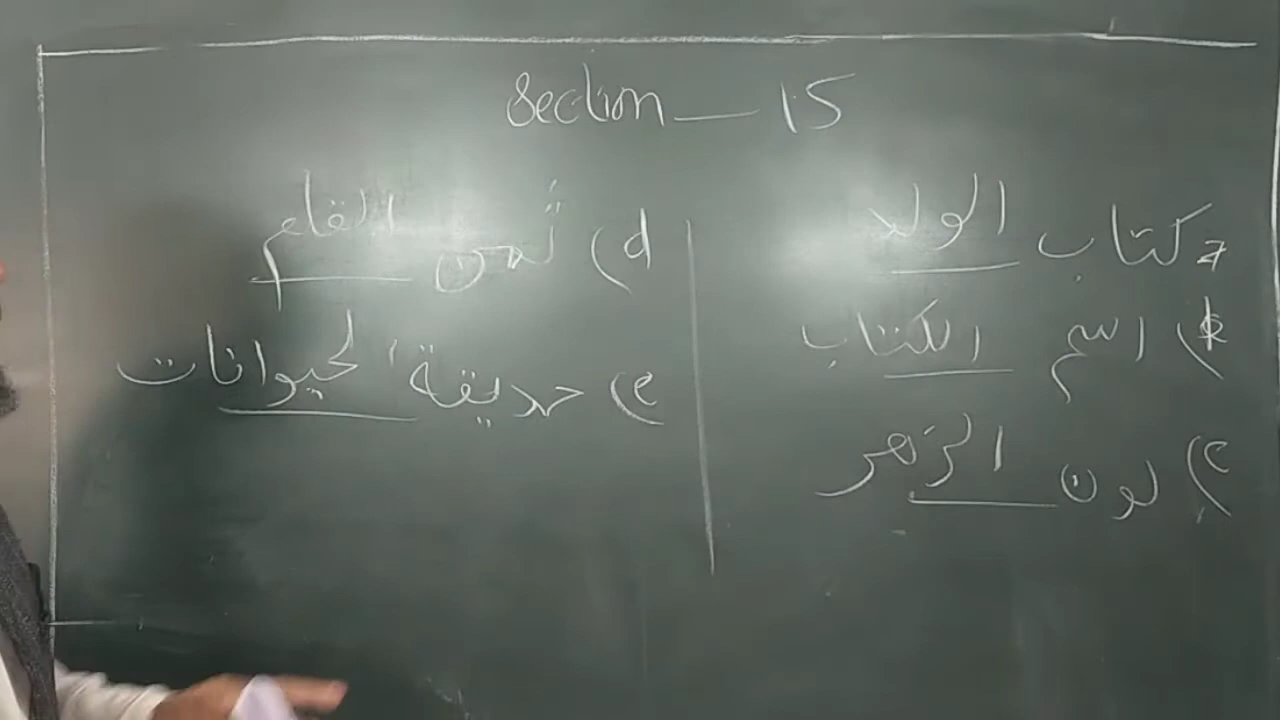 Section — 15
a) كتاب الولد
b) اسم الكتاب
c) لون الزهر
d) ثمن القلم
e) حديقة الحيوانات